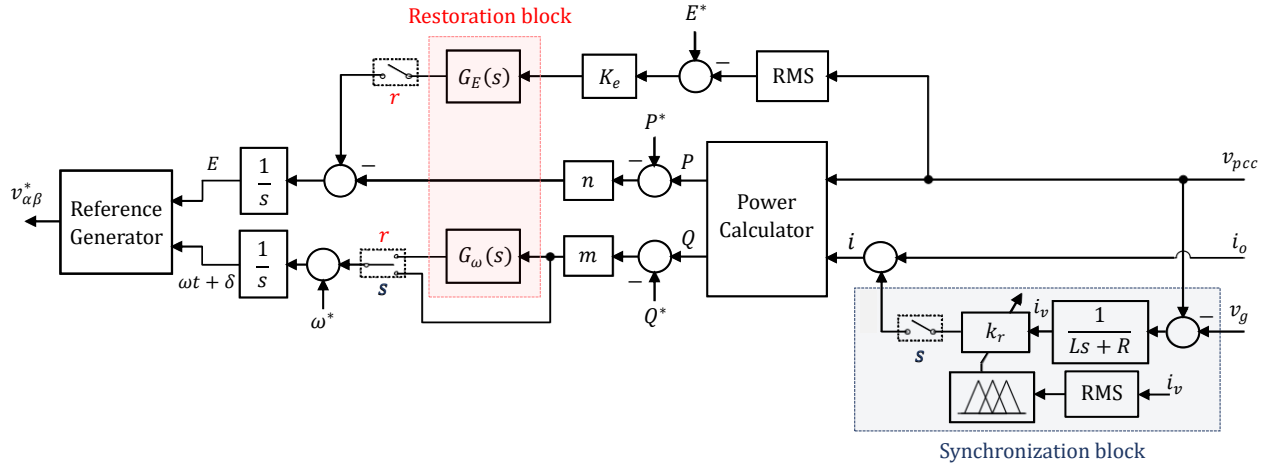 Restoration block
E*
G_E(s)
K_e
−
RMS
r
P*
−
P
v_pcc
E
1
s
−
n
v*_αβ
Reference
Generator
Power
Calculator
r
G_ω(s)
m
Q
i
i_o
ωt + δ
1
s
s
−
ω*
Q*
i_v
−
v_g
k_r
1
Ls + R
s
RMS
i_v
Synchronization block